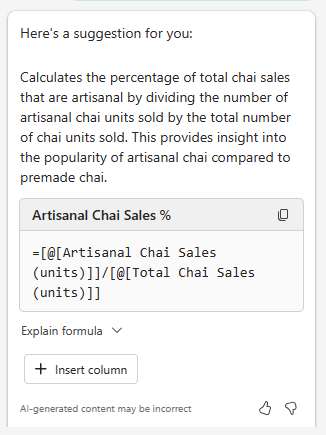 Here's a suggestion for you:
Calculates the percentage of total chai sales
that are artisanal by dividing the number of
artisanal chai units sold by the total number
of chai units sold. This provides insight into
the popularity of artisanal chai compared to
premade chai.
Artisanal Chai Sales %
=[@[Artisanal Chai Sales
(units)]]/[@[Total Chai Sales
(units)]]
Explain formula
+ Insert column
AI-generated content may be incorrect